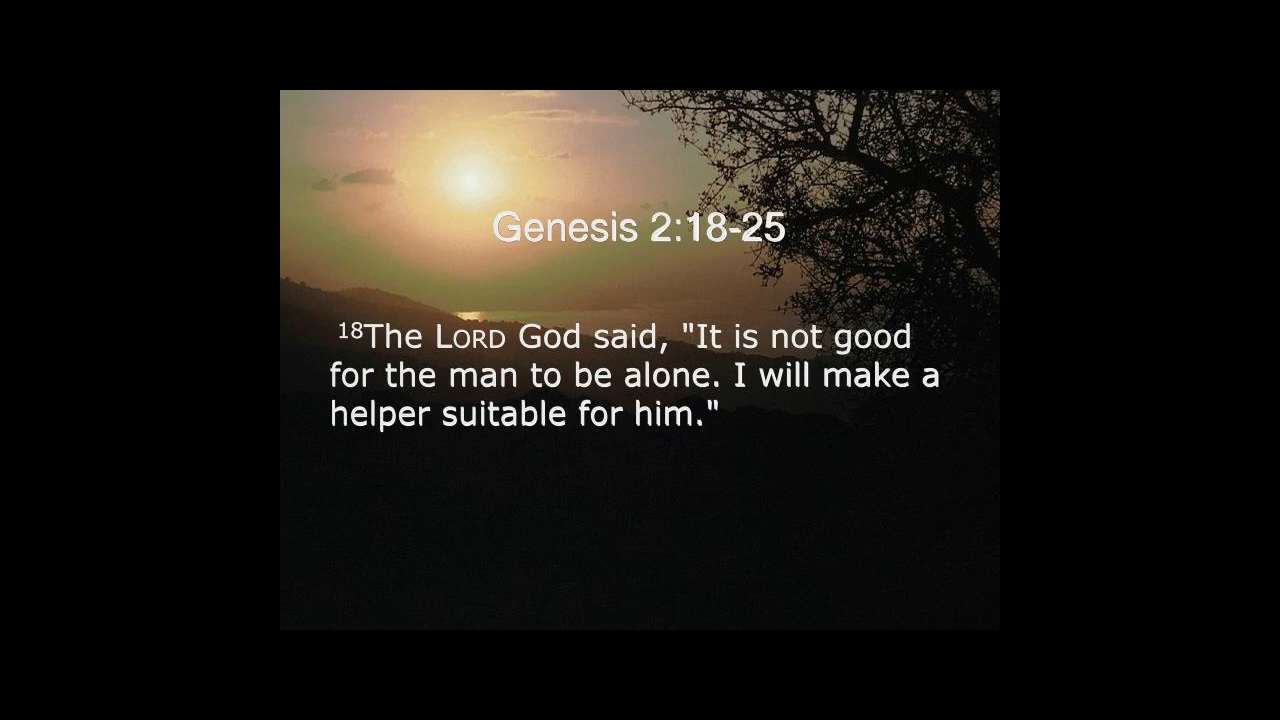 Genesis 2:18-25
18The LORD God said, "It is not good
for the man to be alone. I will make a
helper suitable for him."